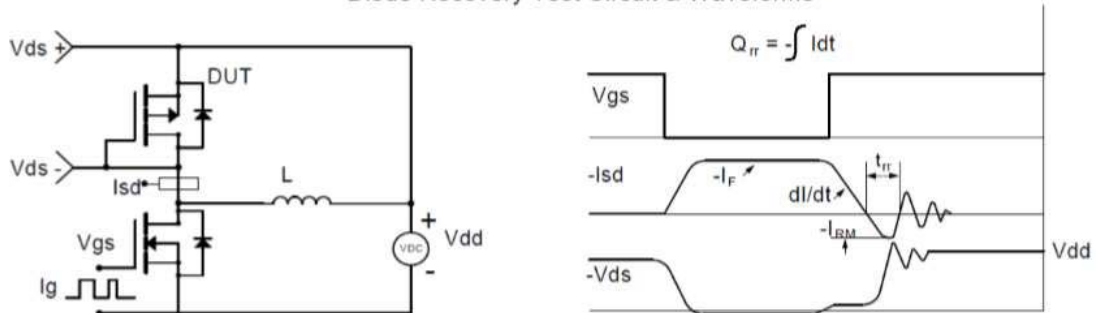 Diode Recovery Test Circuit & Waveforms
Vds +
DUT
Vds -
Isd
L
Vgs
Ig
+
VDC
-
Vdd
Qrr = -∫ Idt
Vgs
-Isd
-IF
dI/dt
trr
-IRM
Vdd
-Vds